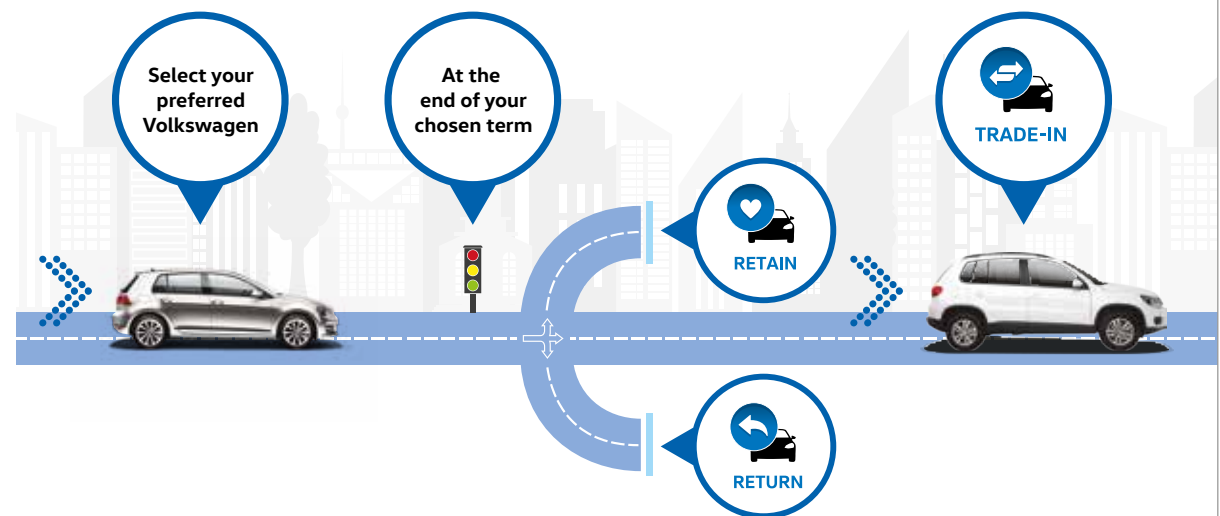 Select your
preferred
Volkswagen
At the
end of your
chosen term
TRADE-IN
RETAIN
RETURN